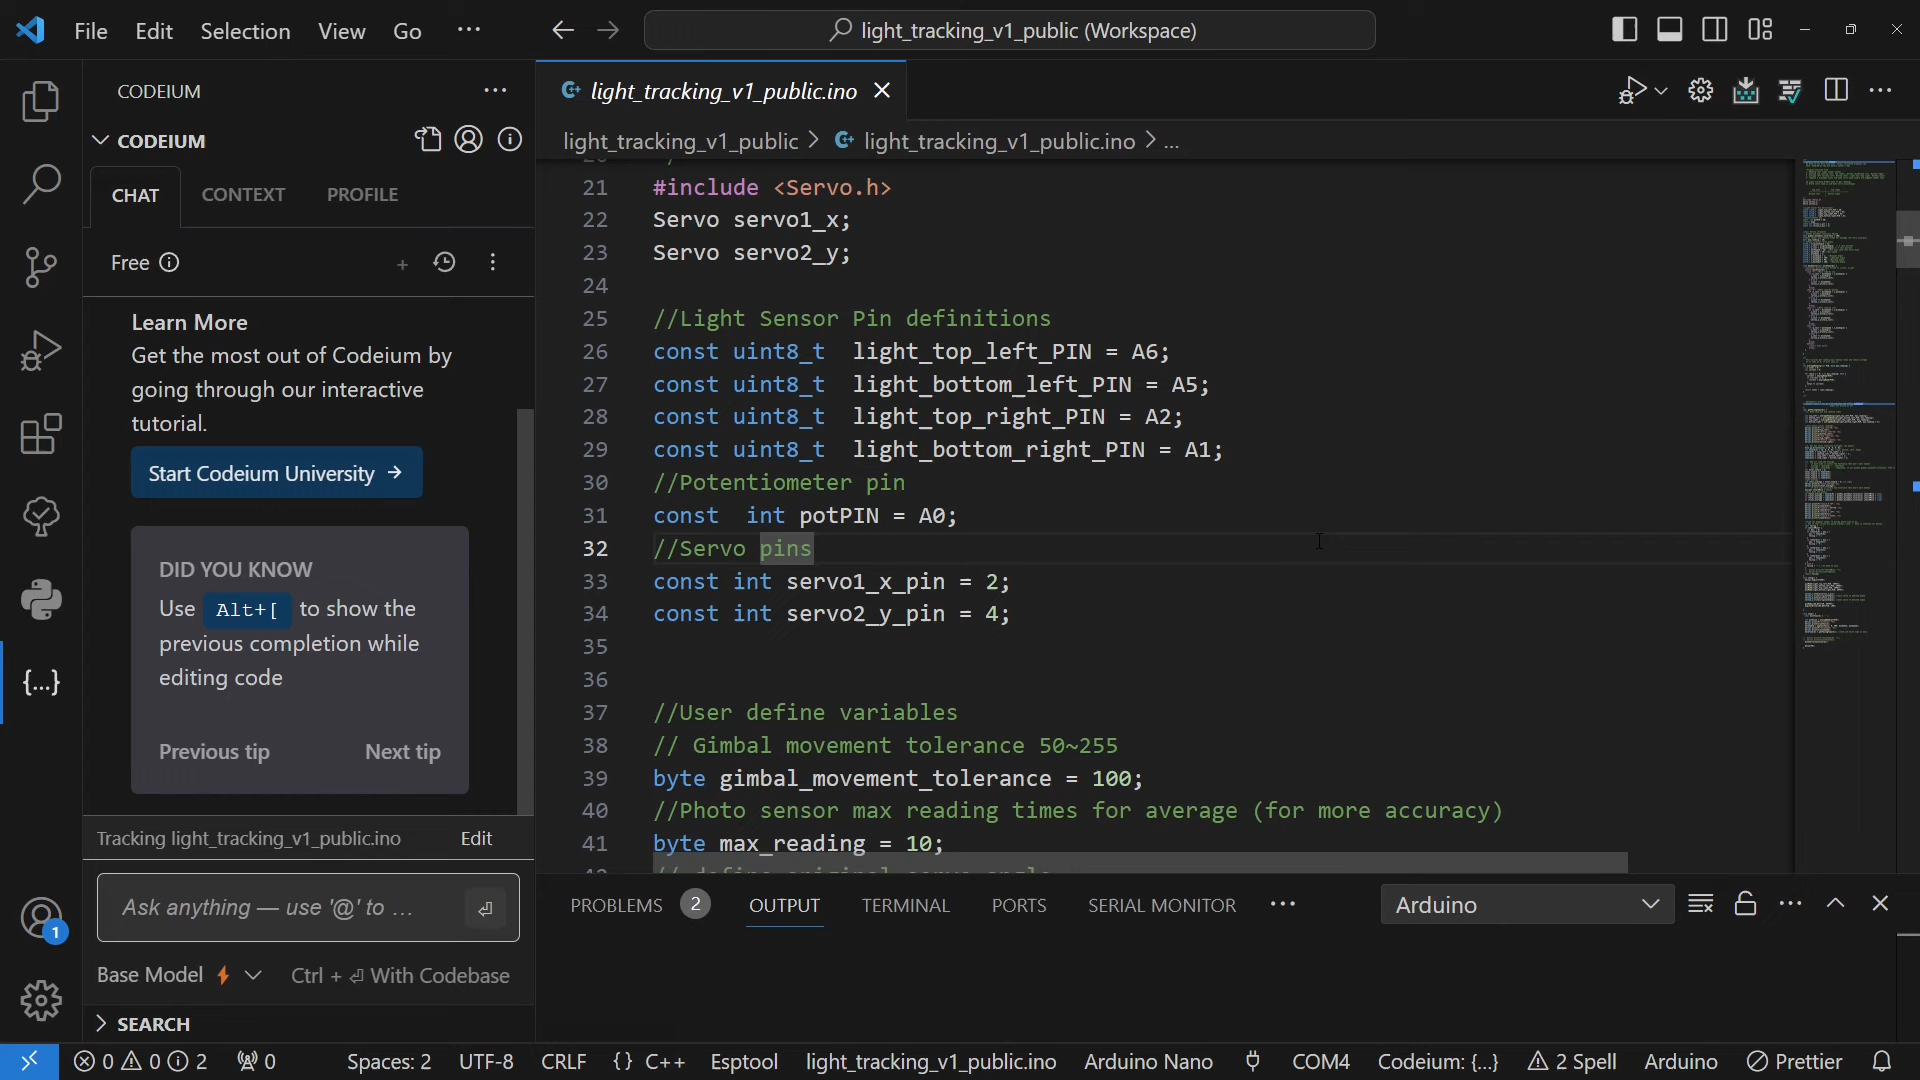 File Edit Selection View Go ...
light_tracking_v1_public (Workspace)
CODEIUM
CODEIUM
CHAT CONTEXT PROFILE
Free
Learn More
Get the most out of Codeium by
going through our interactive
tutorial.
Start Codeium University →
DID YOU KNOW
Use Alt+[ to show the
previous completion while
editing code
Previous tip Next tip
Tracking light_tracking_v1_public.ino Edit
Ask anything — use '@' to ...
Base Model Ctrl + ⏎ With Codebase
SEARCH
light_tracking_v1_public.ino
light_tracking_v1_public > light_tracking_v1_public.ino > ...
21 #include <Servo.h>
22 Servo servo1_x;
23 Servo servo2_y;
24
25 //Light Sensor Pin definitions
26 const uint8_t  light_top_left_PIN = A6;
27 const uint8_t  light_bottom_left_PIN = A5;
28 const uint8_t  light_top_right_PIN = A2;
29 const uint8_t  light_bottom_right_PIN = A1;
30 //Potentiometer pin
31 const  int potPIN = A0;
32 //Servo pins
33 const int servo1_x_pin = 2;
34 const int servo2_y_pin = 4;
35
36
37 //User define variables
38 // Gimbal movement tolerance 50~255
39 byte gimbal_movement_tolerance = 100;
40 //Photo sensor max reading times for average (for more accuracy)
41 byte max_reading = 10;
PROBLEMS 2 OUTPUT TERMINAL PORTS SERIAL MONITOR ... Arduino
1
0 0 2 0 Spaces: 2 UTF-8 CRLF {} C++ Esptool light_tracking_v1_public.ino Arduino Nano COM4 Codeium: {...} 2 Spell Arduino Prettier